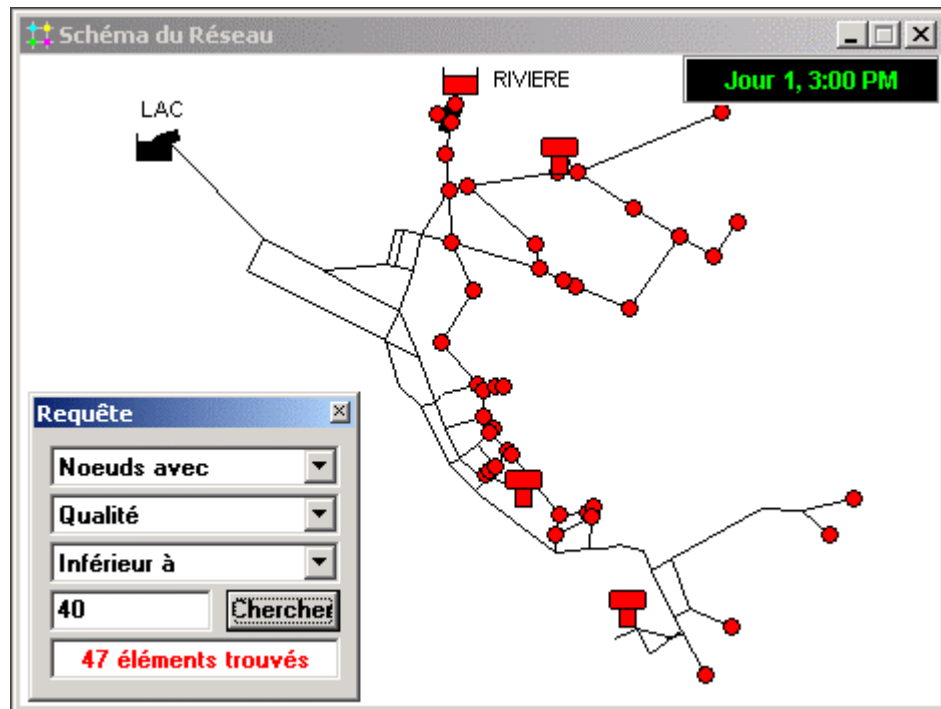 Schéma du Réseau
Jour 1, 3:00 PM
RIVIERE
LAC
Requête
Noeuds avec
Qualité
Inférieur à
40
Chercher
47 éléments trouvés